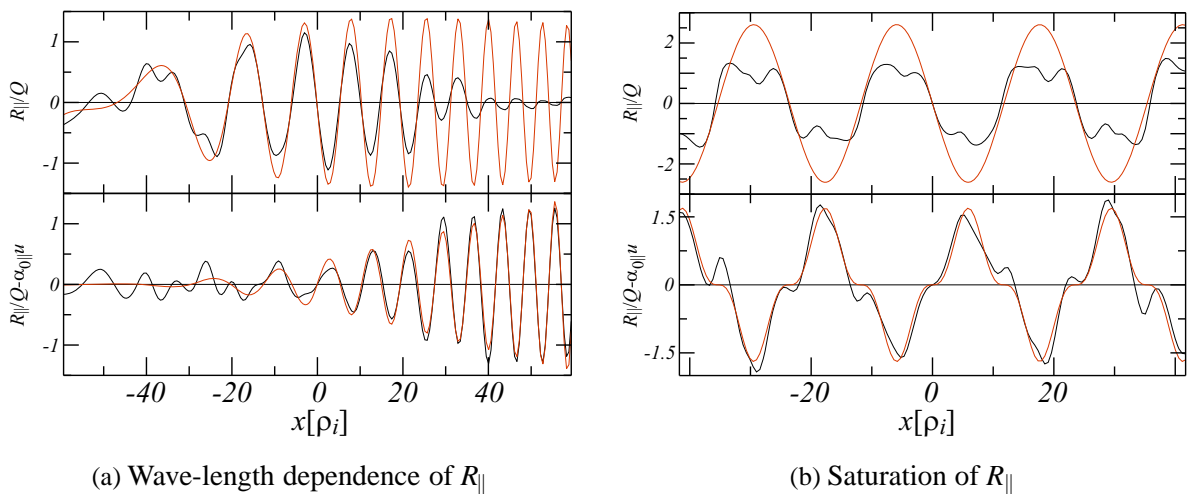 1
0
-1
R∥/Q
1
0
-1
R∥/Q-α0∥u
-40 -20 0 20 40
x[ρi]
(a) Wave-length dependence of R∥
2
0
-2
R∥/Q
1.5
0
-1.5
R∥/Q-α0∥u
-20 0 20
x[ρi]
(b) Saturation of R∥